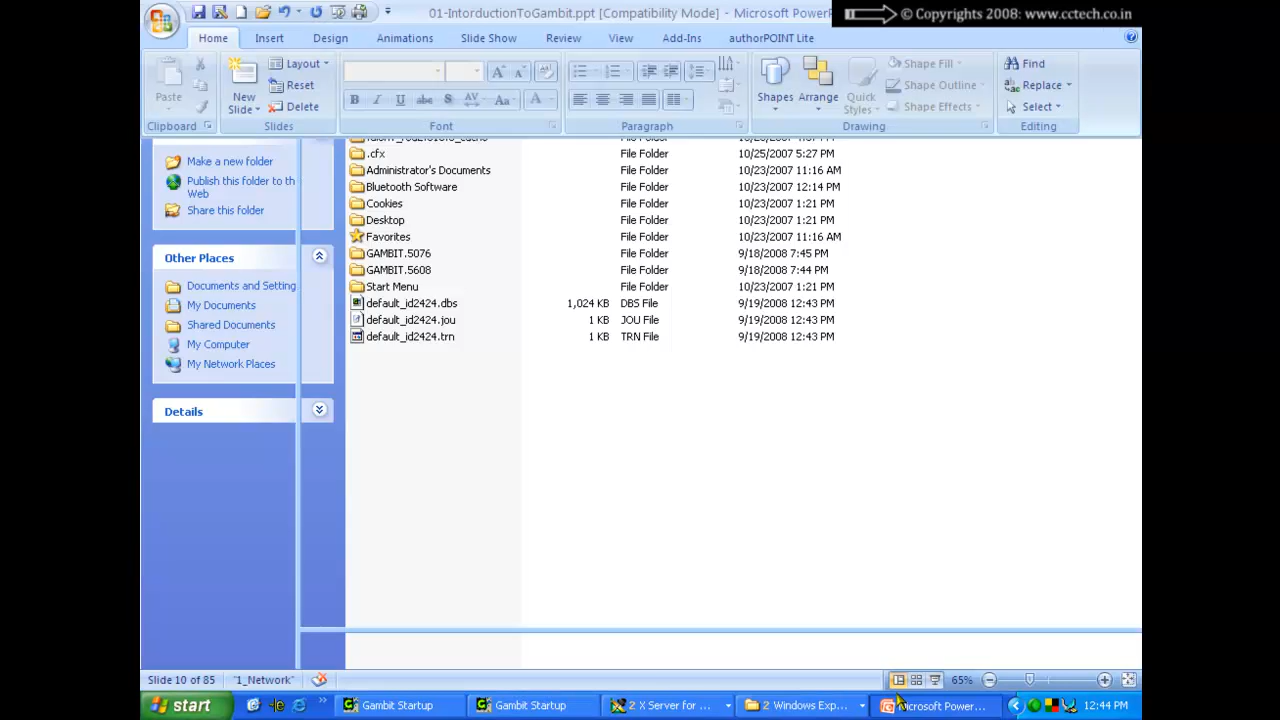 01-IntorductionToGambit.ppt [Compatibility Mode] - Microsoft PowerP
© Copyrights 2008: www.cctech.co.in
Home Insert Design Animations Slide Show Review View Add-Ins authorPOINT Lite
Paste
New Slide
Layout
Reset
Delete
B I U abc S AV Aa A
Shapes Arrange Quick Styles
Shape Fill
Shape Outline
Shape Effects
Find
Replace
Select
Clipboard Slides Font Paragraph Drawing Editing
Make a new folder
Publish this folder to th
Web
Share this folder
Other Places
Documents and Setting
My Documents
Shared Documents
My Computer
My Network Places
Details
File Folder
.cfx File Folder 10/25/2007 5:27 PM
Administrator's Documents File Folder 10/23/2007 11:16 AM
Bluetooth Software File Folder 10/23/2007 12:14 PM
Cookies File Folder 10/23/2007 1:21 PM
Desktop File Folder 10/23/2007 1:21 PM
Favorites File Folder 10/23/2007 11:16 AM
GAMBIT.5076 File Folder 9/18/2008 7:45 PM
GAMBIT.5608 File Folder 9/18/2008 7:44 PM
Start Menu File Folder 10/23/2007 1:21 PM
default_id2424.dbs 1,024 KB DBS File 9/19/2008 12:43 PM
default_id2424.jou 1 KB JOU File 9/19/2008 12:43 PM
default_id2424.trn 1 KB TRN File 9/19/2008 12:43 PM
Slide 10 of 85 "1_Network" 65%
start Gambit Startup Gambit Startup 2 X Server for ... 2 Windows Exp... Microsoft Power... 12:44 PM